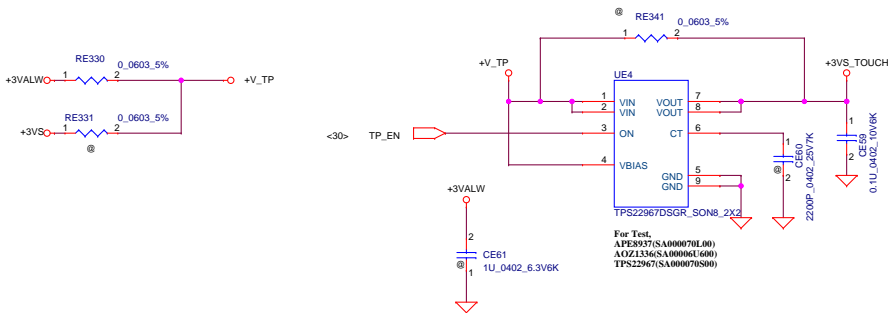 @
RE341
0_0603_5%
1
2
RE330
0_0603_5%
+3VALW
1
2
+V_TP
RE331
0_0603_5%
+3VS
1
2
@
+V_TP
+3VS_TOUCH
UE4
1
VIN
VOUT
7
2
VIN
VOUT
8
<30>
TP_EN
3
ON
CT
6
4
VBIAS
GND
5
GND
9
TPS22967DSGR_SON8_2X2
1
2
@
CE60
2200P_0402_25V7K
1
2
CE59
0.1U_0402_10V6K
+3VALW
2
CE61
@
1U_0402_6.3V6K
1
For Test,
APE8937(SA000070L00)
AOZ1336(SA00006U600)
TPS22967(SA000070S00)